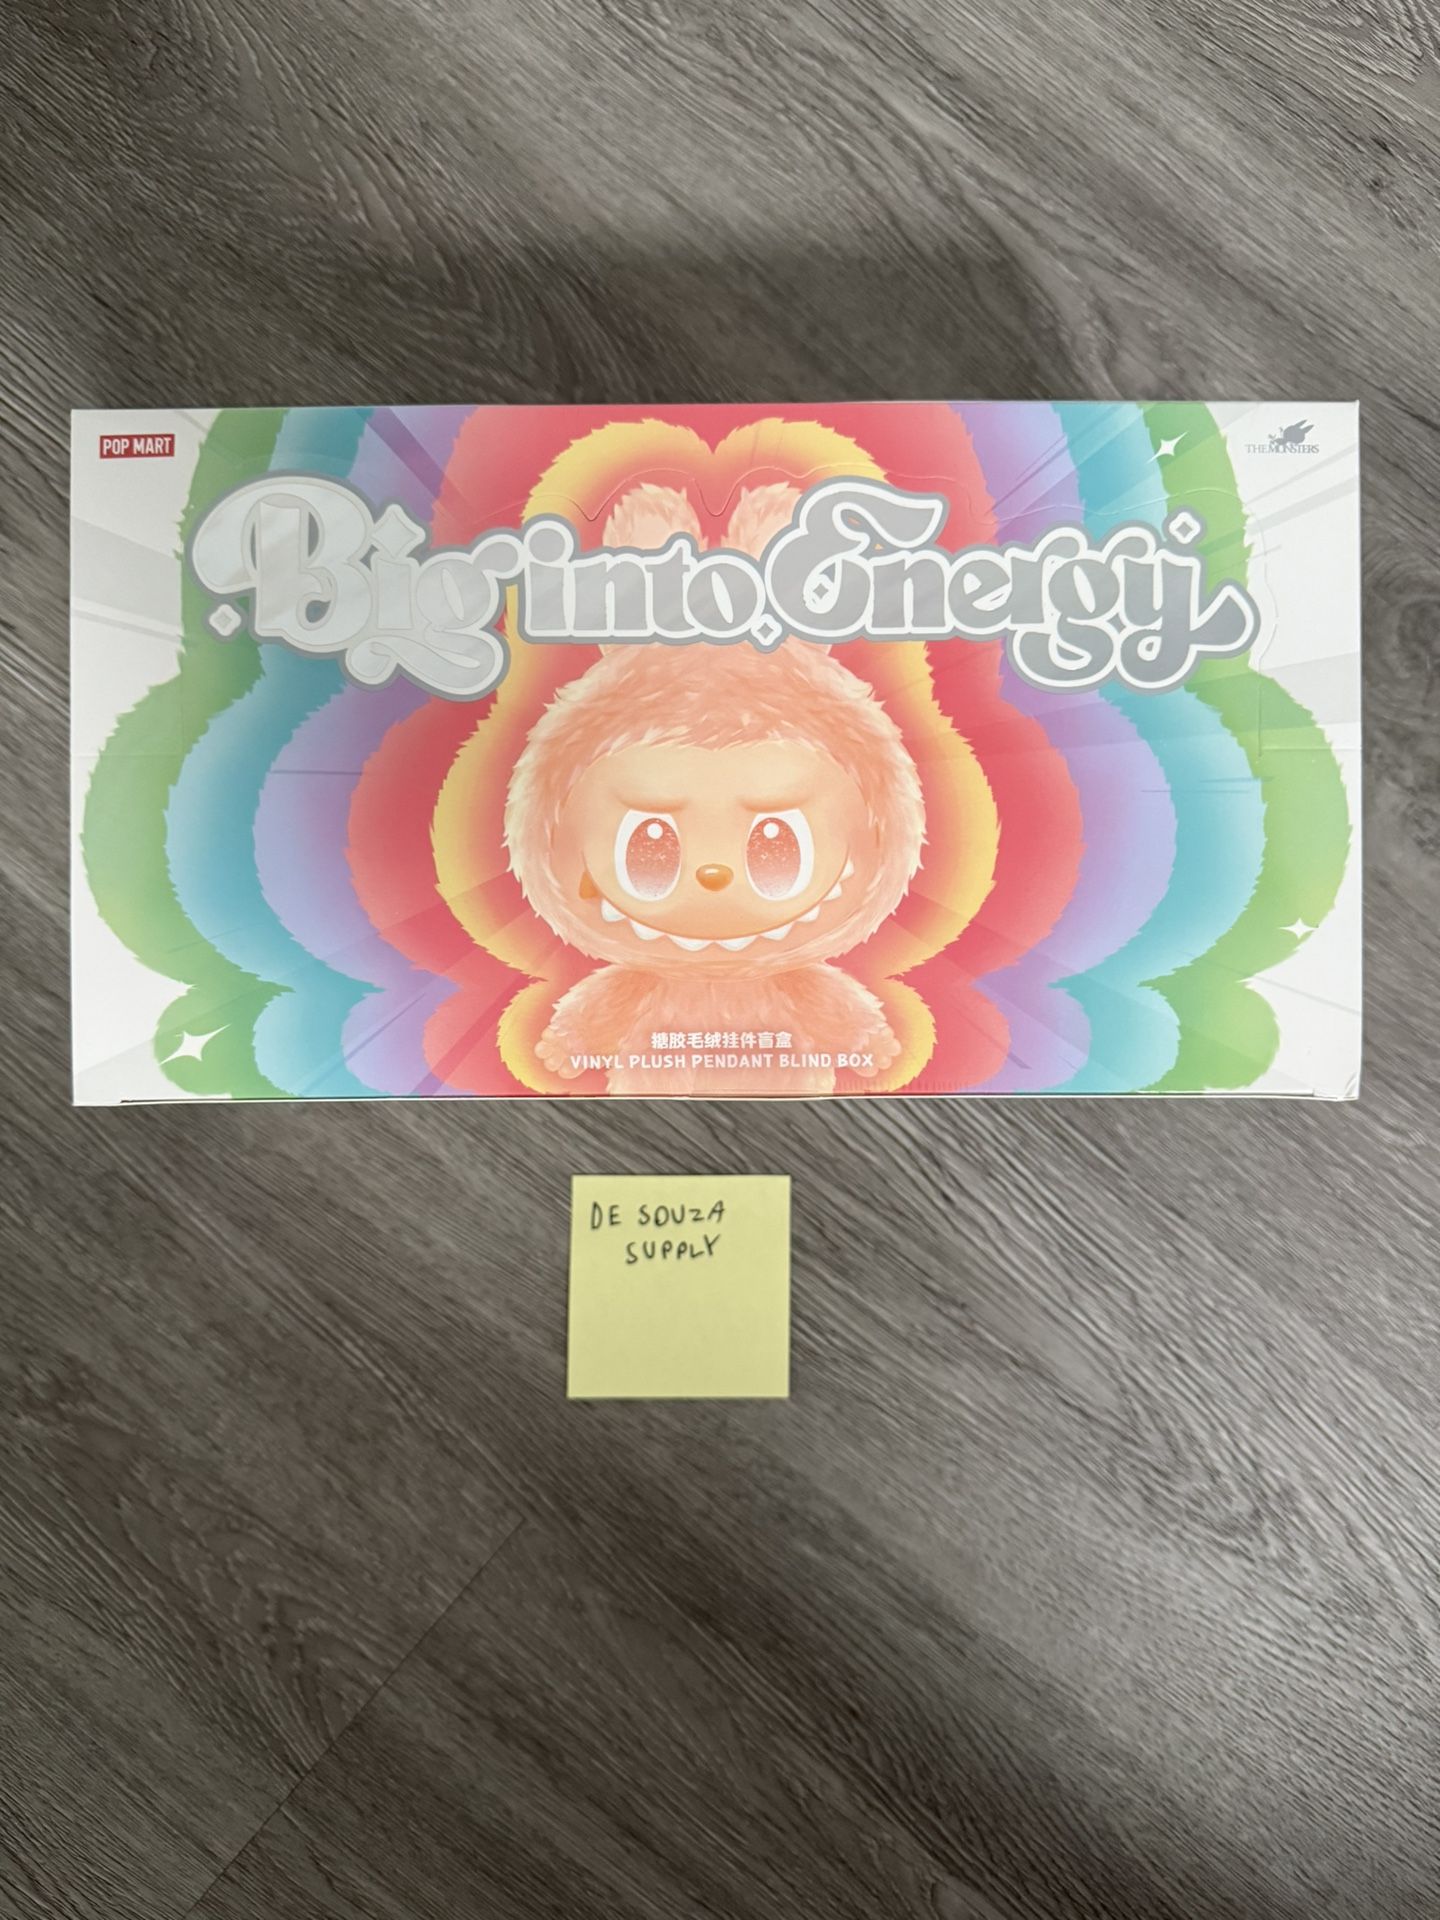 POP MART
THE MONSTERS
Big into Energy
搪胶毛绒挂件盲盒
VINYL PLUSH PENDANT BLIND BOX
DE SOUZA
SUPPLY